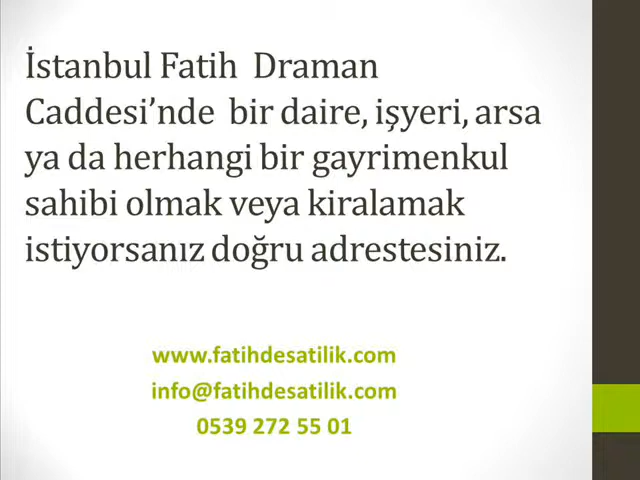 İstanbul Fatih  Draman
Caddesi’nde  bir daire, işyeri, arsa
ya da herhangi bir gayrimenkul
sahibi olmak veya kiralamak
istiyorsanız doğru adrestesiniz.
www.fatihdesatilik.com
info@fatihdesatilik.com
0539 272 55 01